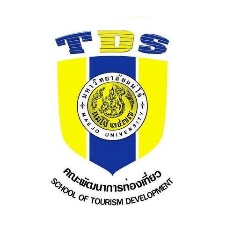 TDS
มหาวิทยาลัยแม่โจ้
MAEJO UNIVERSITY
คณะพัฒนาการท่องเที่ยว
SCHOOL OF TOURISM DEVELOPMENT